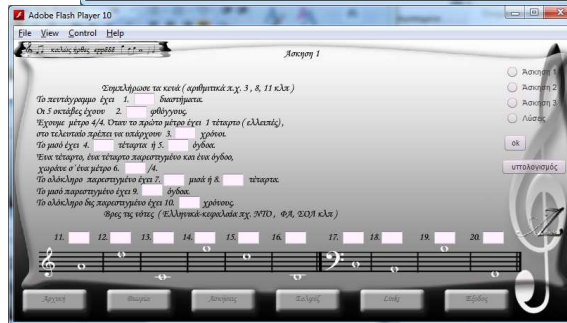 Adobe Flash Player 10
File View Control Help
καλώς ήρθες app888
Άσκηση 1
Συμπλήρωσε τα κενά ( αριθμητικά π.χ. 3 , 8, 11 κλπ )
Το πεντάγραμμο έχει 1. διαστήματα.
Οι 5 οκτάβες έχουν 2. φθόγγους.
Έχουμε μέτρο 4/4. Όταν το πρώτο μέτρο έχει 1 τέταρτο ( ελλειπές) ,
στο τελευταίο πρέπει να υπάρχουν 3. χρόνοι.
Το μισό έχει 4. τέταρτα ή 5. όγδοα.
Ένα τέταρτο, ένα τέταρτο παρεστιγμένο και ένα όγδοο,
χωράνε σ' ένα μέτρο 6. /4.
Το ολόκληρο παρεστιγμένο έχει 7. μισά ή 8. τέταρτα.
Το μισό παρεστιγμένο έχει 9. όγδοα.
Το ολόκληρο δις παρεστιγμένο έχει 10. χρόνους.
Βρες τις νότες ( Ελληνικά-κεφαλαία πχ. ΝΤΟ , ΦΑ, ΣΟΛ κλπ )
11. 12. 13. 14. 15. 16. 17. 18. 19. 20.
Άσκηση 1
Άσκηση 2
Άσκηση 3
Λύσεις
ok
υπολογισμός
Αρχική Θεωρία Ασκήσεις Links Έξοδος